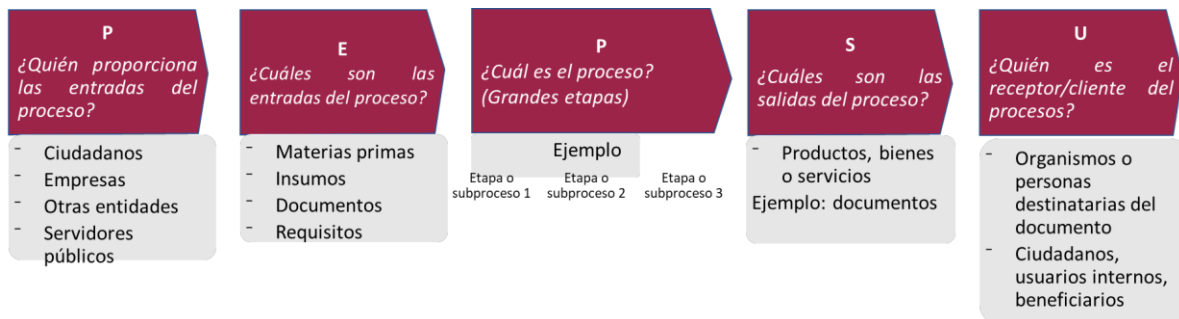 P
¿Quién proporciona
las entradas del
proceso?
- Ciudadanos
- Empresas
- Otras entidades
- Servidores
públicos
E
¿Cuáles son las
entradas del proceso?
- Materias primas
- Insumos
- Documentos
- Requisitos
P
¿Cuál es el proceso?
(Grandes etapas)
Ejemplo
Etapa o
subproceso 1
Etapa o
subproceso 2
Etapa o
subproceso 3
S
¿Cuáles son las
salidas del proceso?
- Productos, bienes
o servicios
Ejemplo: documentos
U
¿Quién es el
receptor/cliente del
procesos?
- Organismos o
personas
destinatarias del
documento
- Ciudadanos,
usuarios internos,
beneficiarios